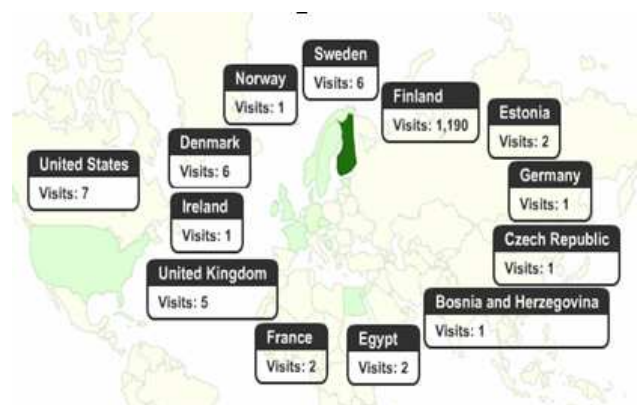 Sweden
Visits: 6
Norway
Visits: 1
Finland
Visits: 1,190
Estonia
Visits: 2
Denmark
Visits: 6
United States
Visits: 7
Germany
Visits: 1
Ireland
Visits: 1
Czech Republic
Visits: 1
United Kingdom
Visits: 5
Bosnia and Herzegovina
Visits: 1
France
Visits: 2
Egypt
Visits: 2